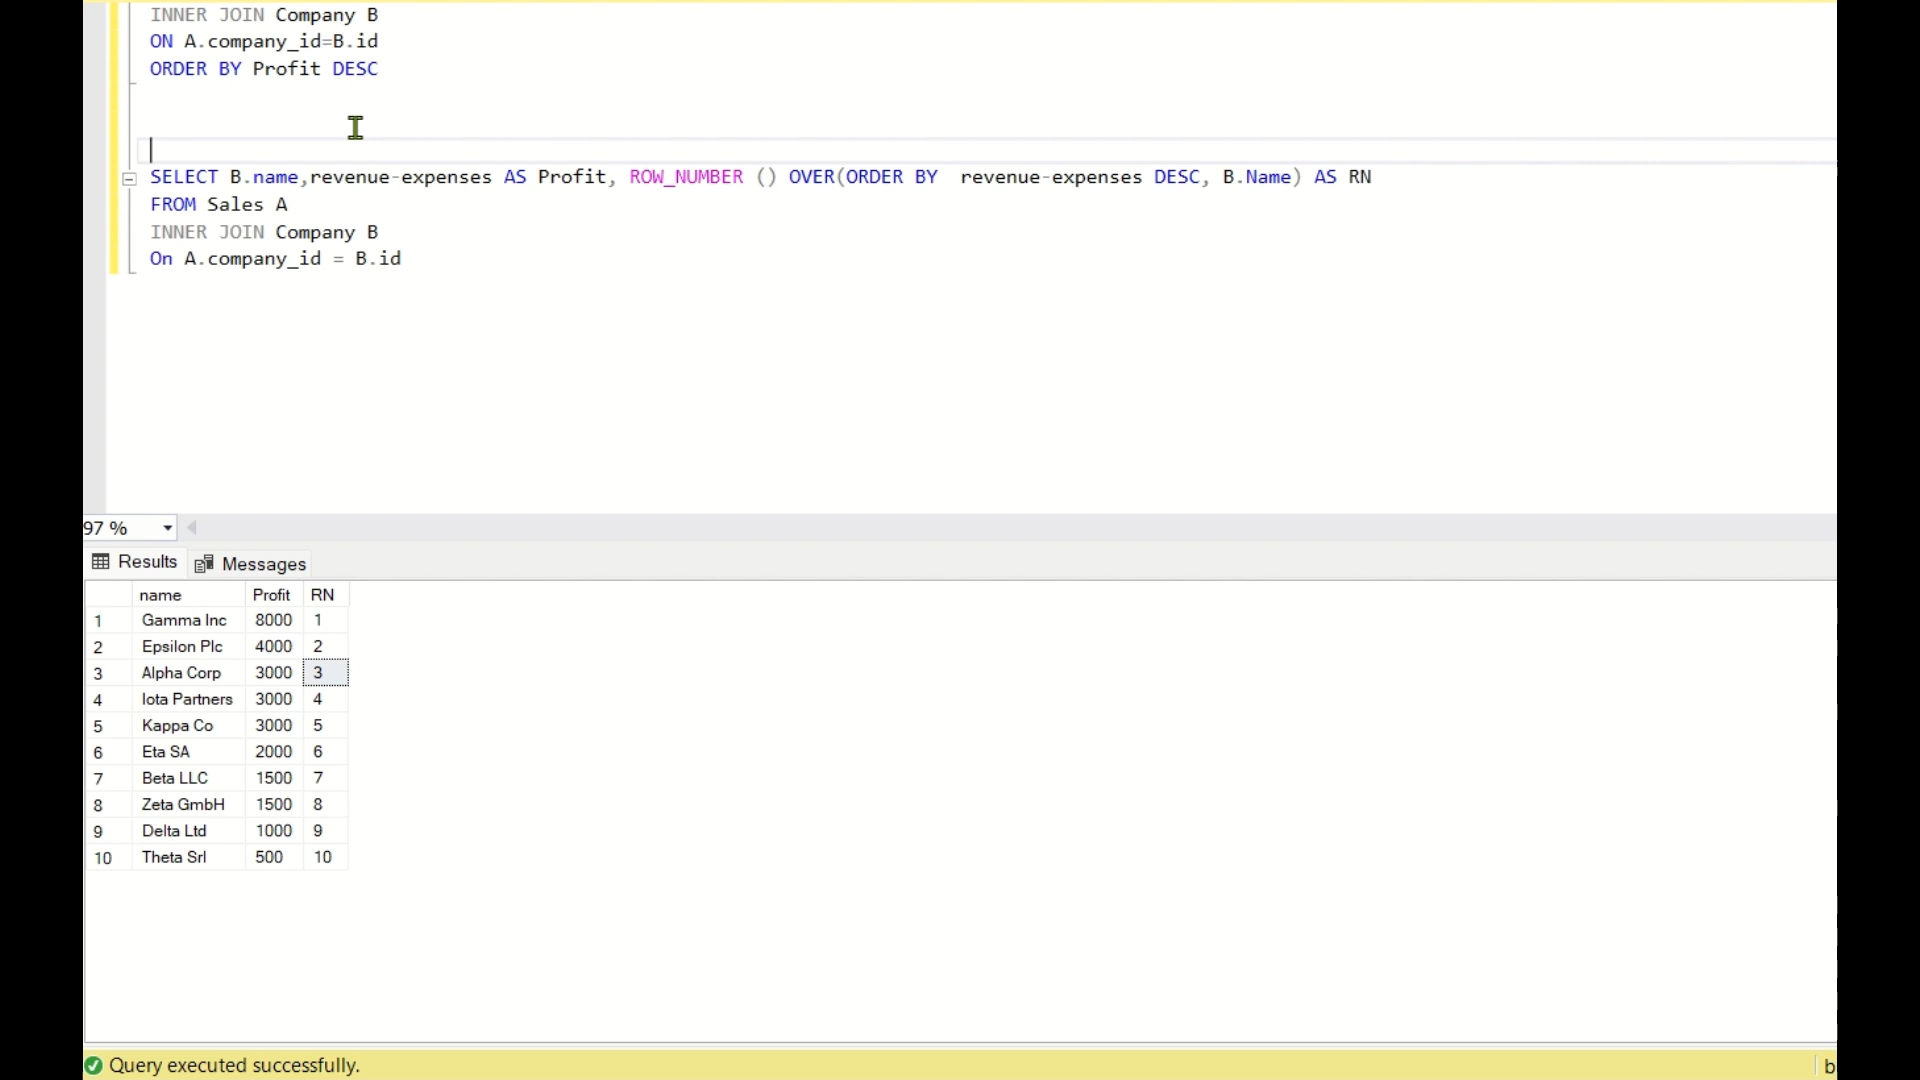 INNER JOIN Company B
ON A.company_id=B.id
ORDER BY Profit DESC
SELECT B.name,revenue-expenses AS Profit, ROW_NUMBER () OVER(ORDER BY  revenue-expenses DESC, B.Name) AS RN
FROM Sales A
INNER JOIN Company B
On A.company_id = B.id
97 %
Results Messages
name Profit RN
1 Gamma Inc 8000 1
2 Epsilon Plc 4000 2
3 Alpha Corp 3000 3
4 Iota Partners 3000 4
5 Kappa Co 3000 5
6 Eta SA 2000 6
7 Beta LLC 1500 7
8 Zeta GmbH 1500 8
9 Delta Ltd 1000 9
10 Theta Srl 500 10
Query executed successfully. b